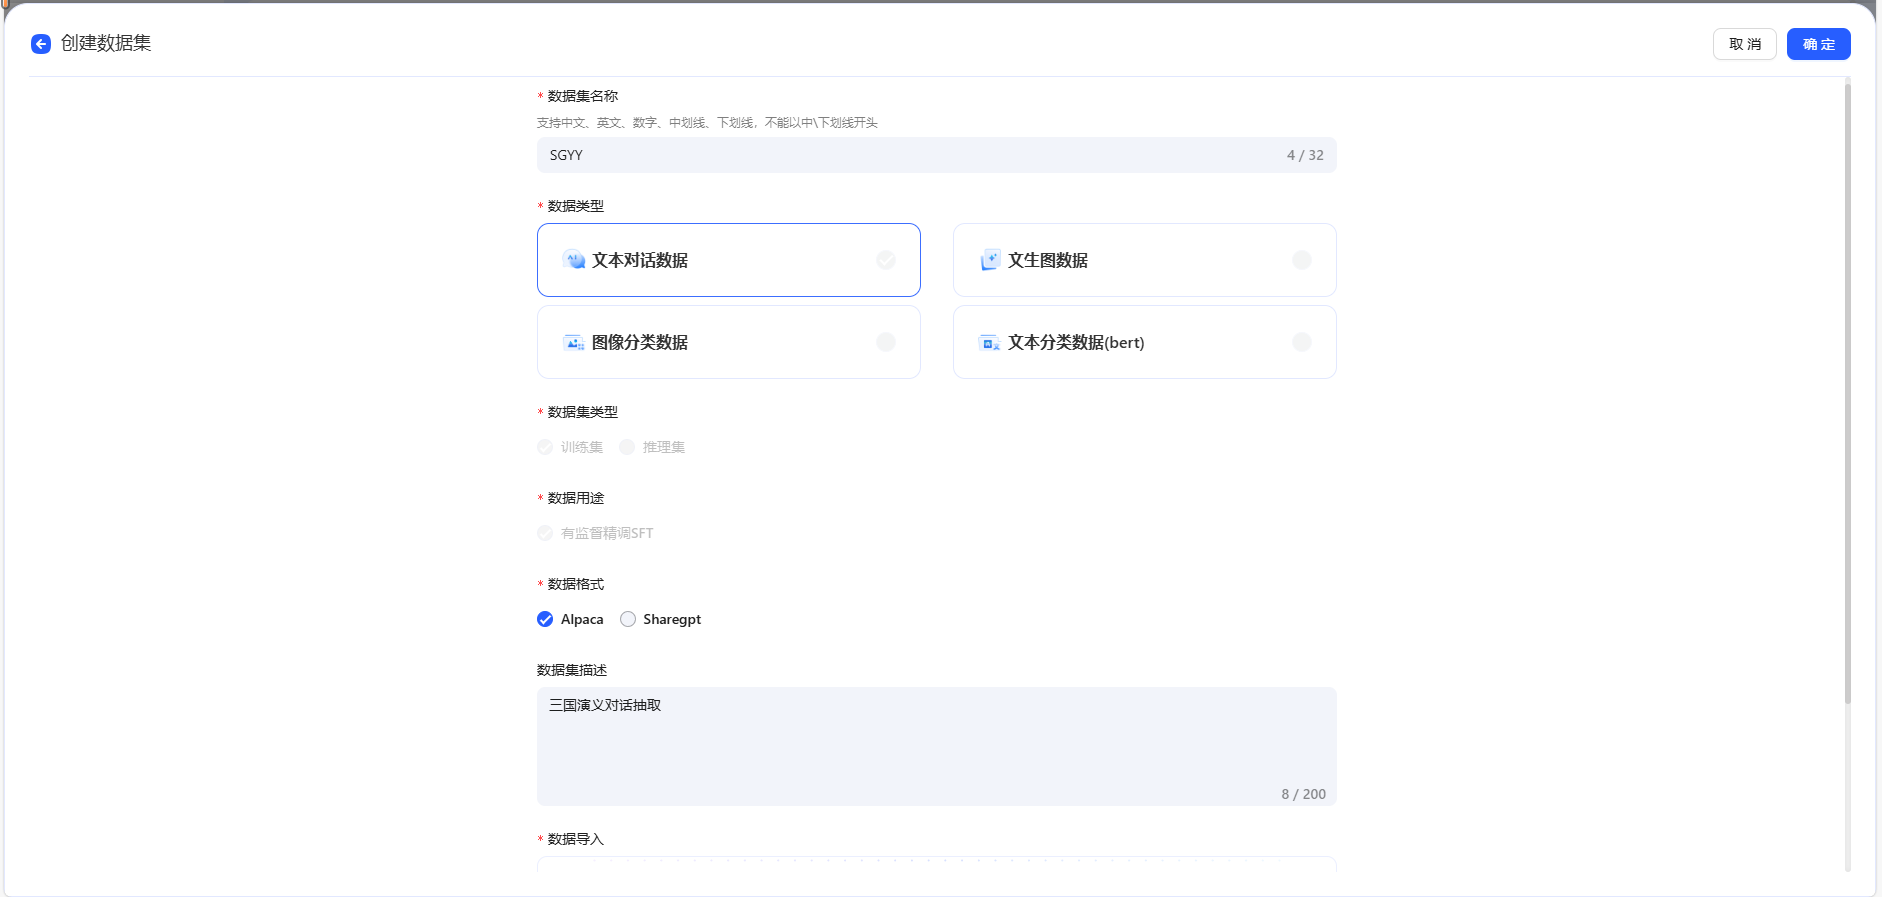 创建数据集
取 消
确 定
* 数据集名称
支持中文、英文、数字、中划线、下划线，不能以中\下划线开头
SGYY
4 / 32
* 数据类型
文本对话数据
文生图数据
图像分类数据
文本分类数据(bert)
* 数据集类型
训练集
推理集
* 数据用途
有监督精调SFT
* 数据格式
Alpaca
Sharegpt
数据集描述
三国演义对话抽取
8 / 200
* 数据导入